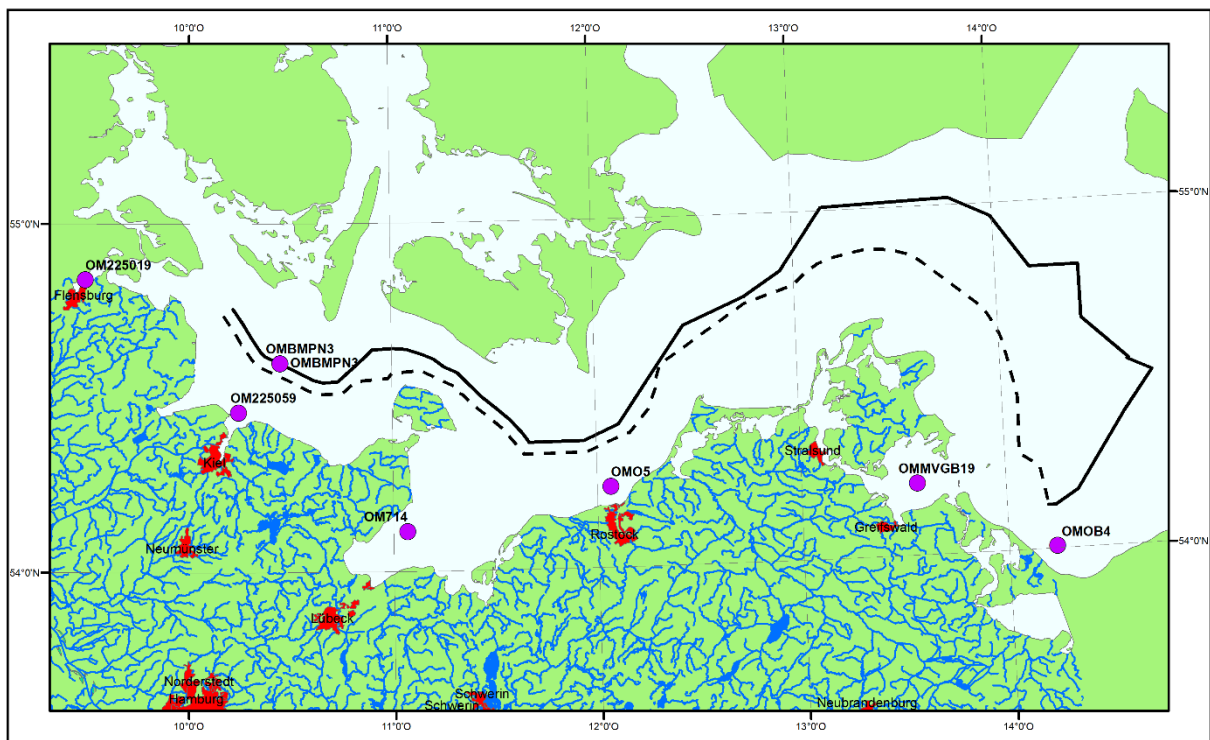 10°0'O 11°0'O 12°0'O 13°0'O 14°0'O
55°0'N
55°0'N
OM225019
Flensburg
OMBMPN3
OMBMPN3
OM225059
Kiel
Stralsund
OMO5
OMMVGB19
OM714
Rostock
Greifswald
Neumünster
OMOB4
54°0'N
54°0'N
Lübeck
Norderstedt
Hamburg
Schwerin
Schwerin
Neubrandenburg
10°0'O 11°0'O 12°0'O 13°0'O 14°0'O